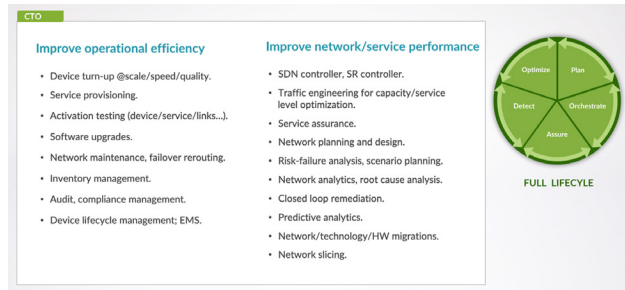 CTO
Improve operational efficiency
• Device turn-up @scale/speed/quality.
• Service provisioning.
• Activation testing (device/service/links...).
• Software upgrades.
• Network maintenance, failover rerouting.
• Inventory management.
• Audit, compliance management.
• Device lifecycle management; EMS.
Improve network/service performance
• SDN controller, SR controller.
• Traffic engineering for capacity/service
level optimization.
• Service assurance.
• Network planning and design.
• Risk-failure analysis, scenario planning.
• Network analytics, root cause analysis.
• Closed loop remediation.
• Predictive analytics.
• Network/technology/HW migrations.
• Network slicing.
Optimize
Plan
Detect
Orchestrate
Assure
FULL LIFECYLE